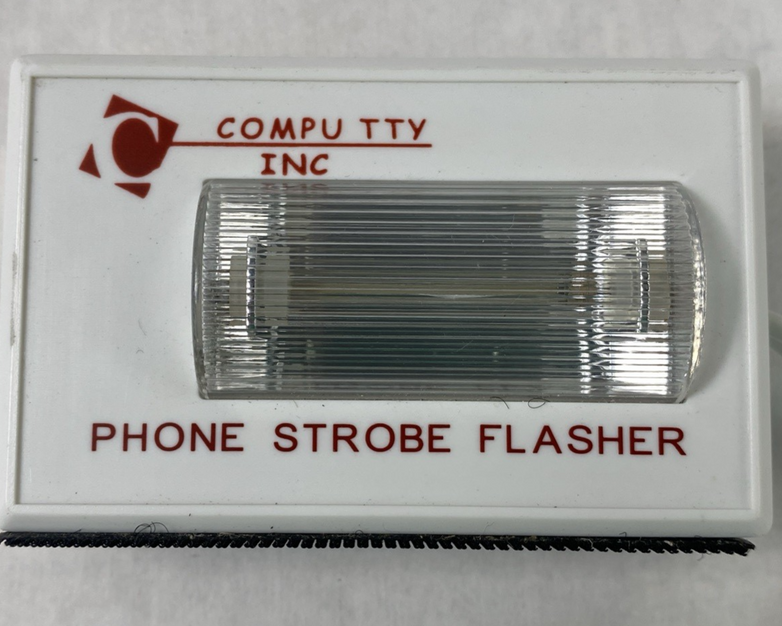 COMPU TTY
INC
PHONE STROBE FLASHER